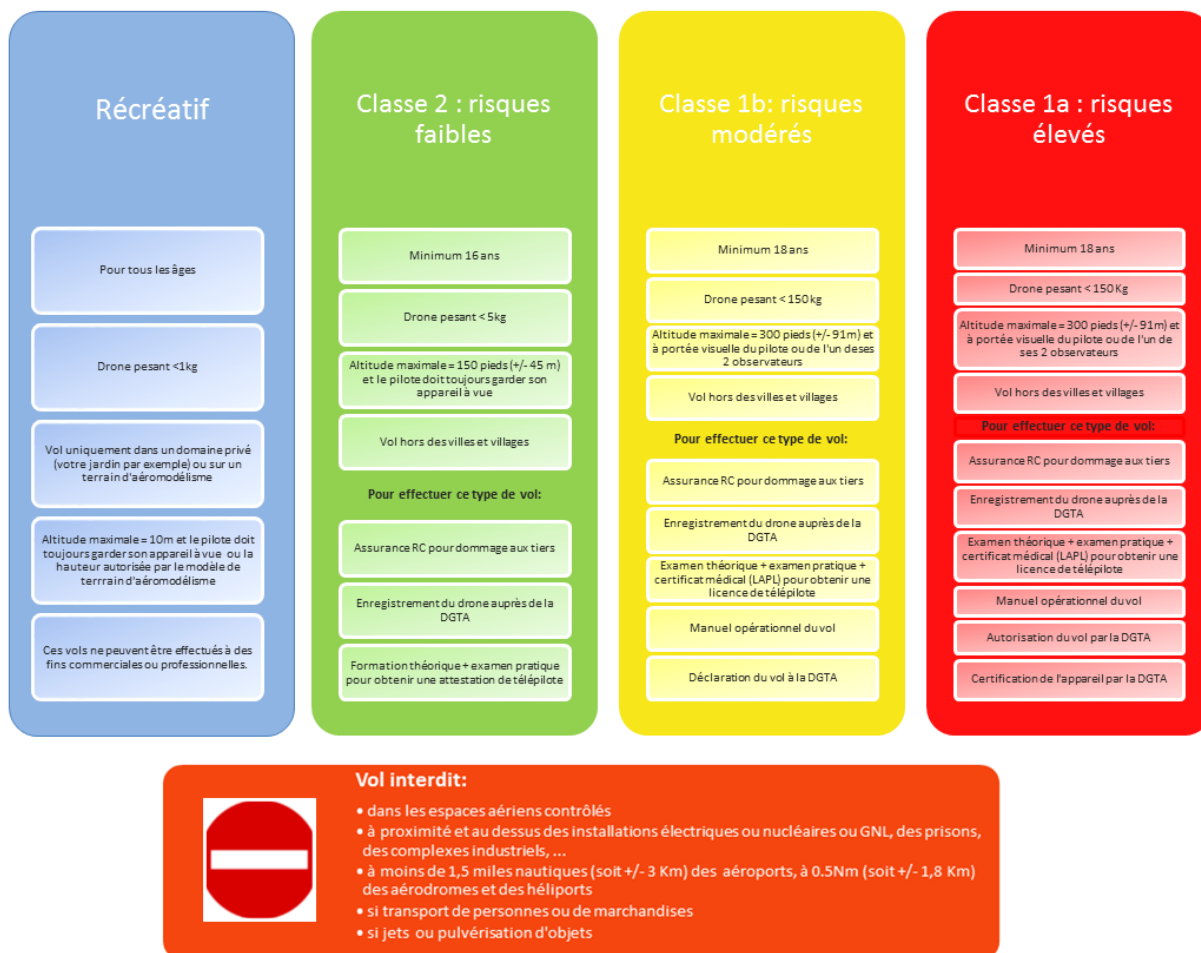 Récréatif
Pour tous les âges
Drone pesant <1kg
Vol uniquement dans un domaine privé
(votre jardin par exemple) ou sur un
terrain d'aéromodélisme
Altitude maximale = 10m et le pilote doit
toujours garder son appareil à vue ou la
hauteur autorisée par le modèle de
terrrain d'aéromodélisme
Ces vols ne peuvent être effectués à des
fins commerciales ou professionnelles.
Classe 2 : risques
faibles
Minimum 16 ans
Drone pesant < 5kg
Altitude maximale = 150 pieds (+/- 45 m)
et le pilote doit toujours garder son
appareil à vue
Vol hors des villes et villages
Pour effectuer ce type de vol:
Assurance RC pour dommage aux tiers
Enregistrement du drone auprès de la
DGTA
Formation théorique + examen pratique
pour obtenir une attestation de télépilote
Classe 1b: risques
modérés
Minimum 18 ans
Drone pesant < 150 kg
Altitude maximale = 300 pieds (+/- 91m) et
à portée visuelle du pilote ou de l'un deses
2 observateurs
Vol hors des villes et villages
Pour effectuer ce type de vol:
Assurance RC pour dommage aux tiers
Enregistrement du drone auprès de la
DGTA
Examen théorique + examen pratique +
certificat médical (LAPL) pour obtenir une
licence de télépilote
Manuel opérationnel du vol
Déclaration du vol à la DGTA
Classe 1a : risques
élevés
Minimum 18 ans
Drone pesant < 150 Kg
Altitude maximale = 300 pieds (+/- 91m) et
à portée visuelle du pilote ou de l'un de
ses 2 observateurs
Vol hors des villes et villages
Pour effectuer ce type de vol:
Assurance RC pour dommage aux tiers
Enregistrement du drone auprès de la
DGTA
Examen théorique + examen pratique +
certificat médical (LAPL) pour obtenir une
licence de télépilote
Manuel opérationnel du vol
Autorisation du vol par la DGTA
Certification de l'appareil par la DGTA
Vol interdit:
• dans les espaces aériens contrôlés
• à proximité et au dessus des installations électriques ou nucléaires ou GNL, des prisons,
des complexes industriels, ...
• à moins de 1,5 miles nautiques (soit +/- 3 Km) des aéroports, à 0.5Nm (soit +/- 1,8 Km)
des aérodromes et des héliports
• si transport de personnes ou de marchandises
• si jets ou pulvérisation d'objets